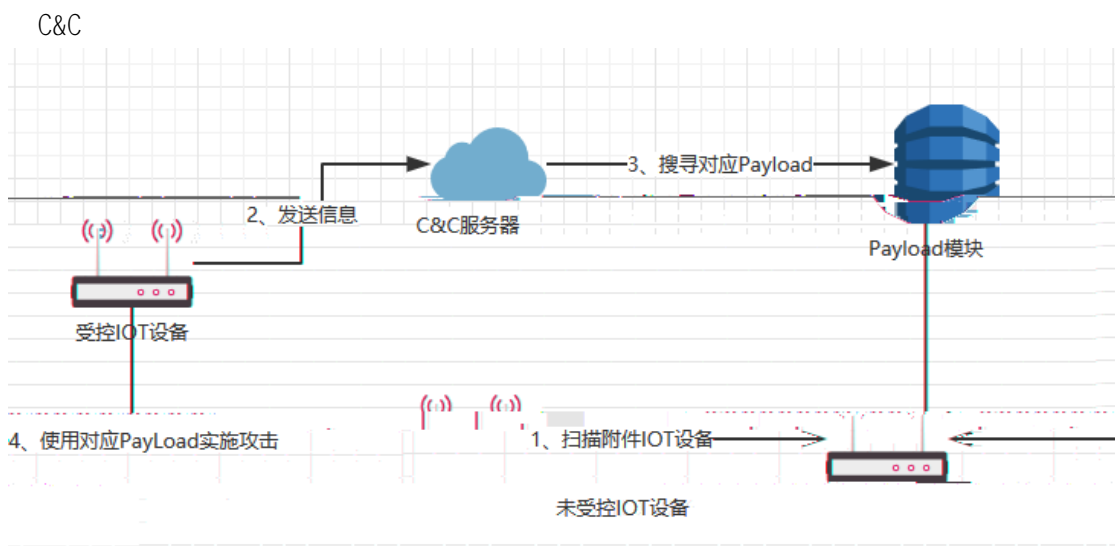 C&C
3、搜寻对应Payload
2、发送信息
C&C服务器
Payload模块
受控IOT设备
4、使用对应PayLoad实施攻击
1、扫描附件IOT设备
未受控IOT设备